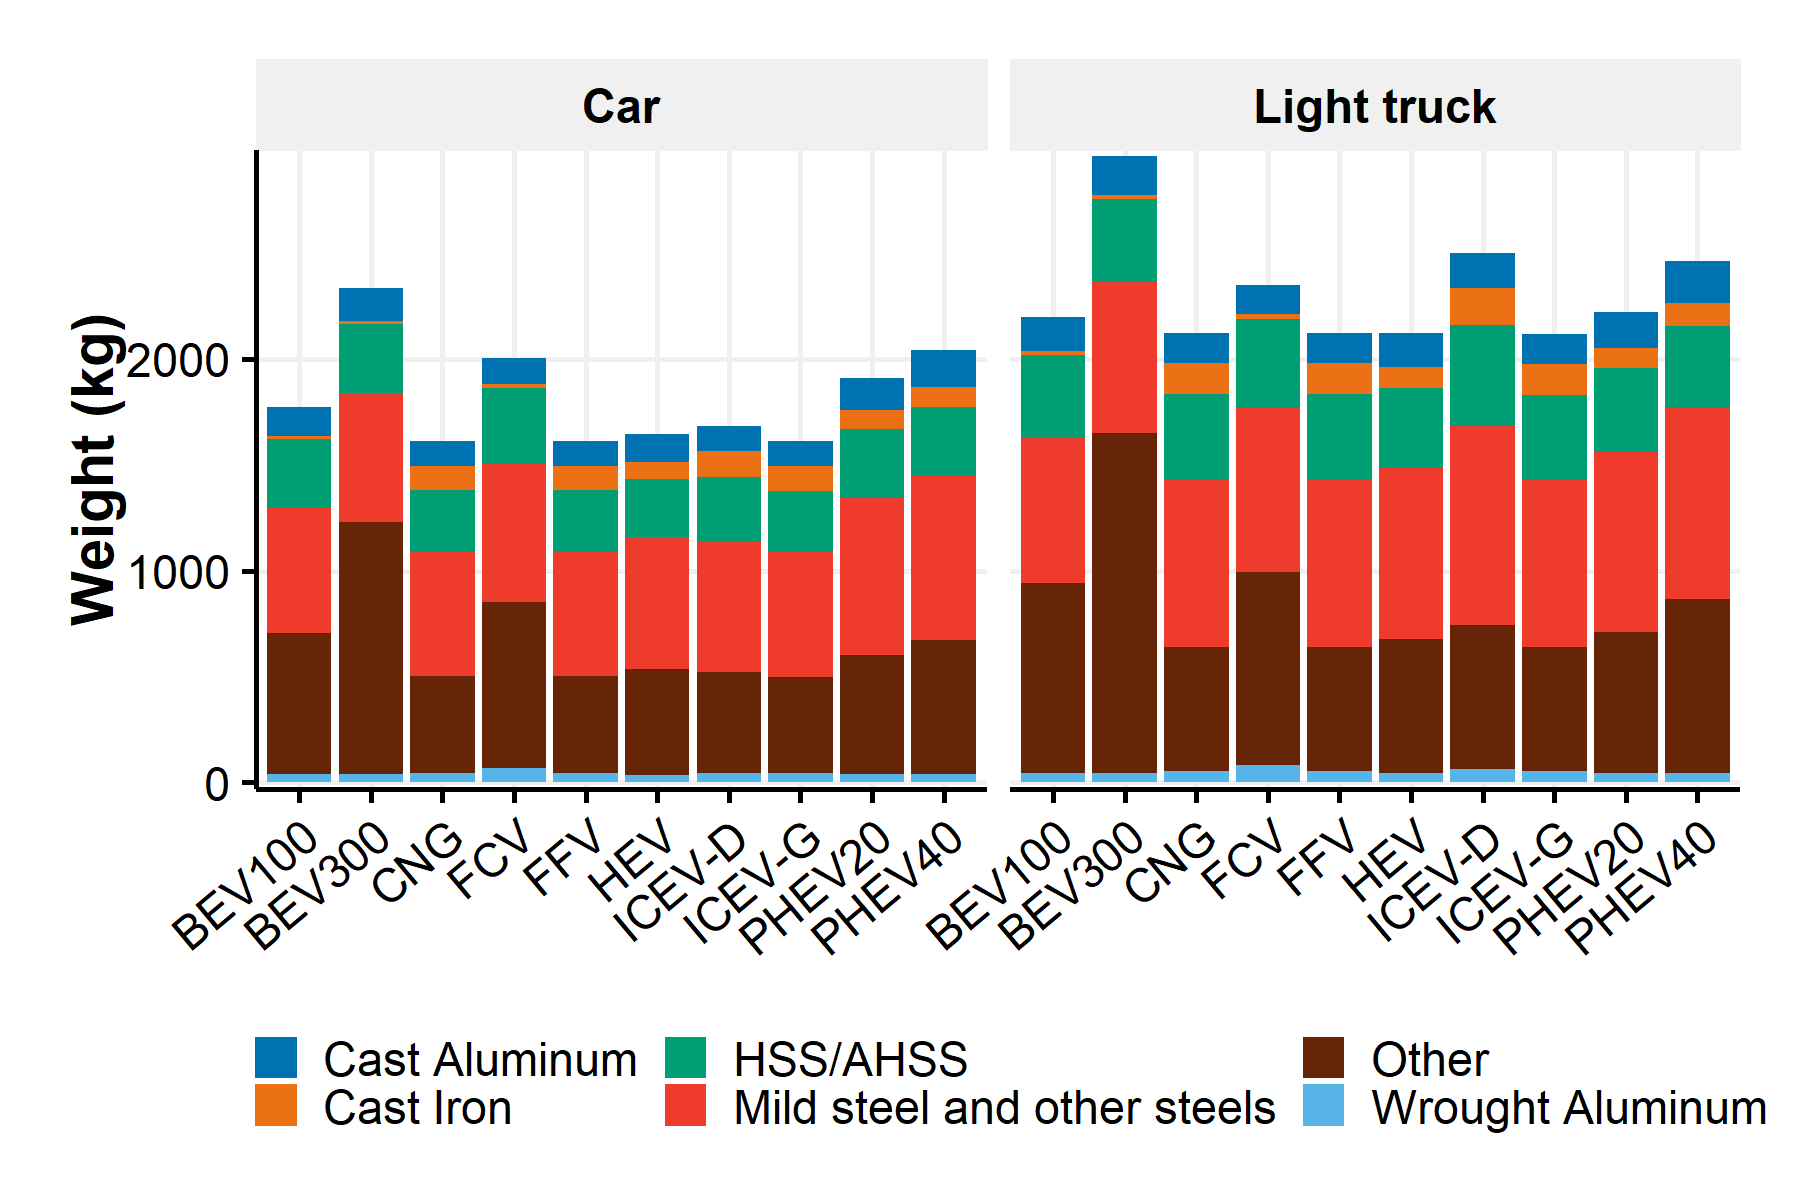 Car
Light truck
Weight (kg)
2000
1000
0
BEV100
BEV300
CNG
FCV
FFV
HEV
ICEV-D
ICEV-G
PHEV20
PHEV40
BEV100
BEV300
CNG
FCV
FFV
HEV
ICEV-D
ICEV-G
PHEV20
PHEV40
Cast Aluminum
HSS/AHSS
Other
Cast Iron
Mild steel and other steels
Wrought Aluminum